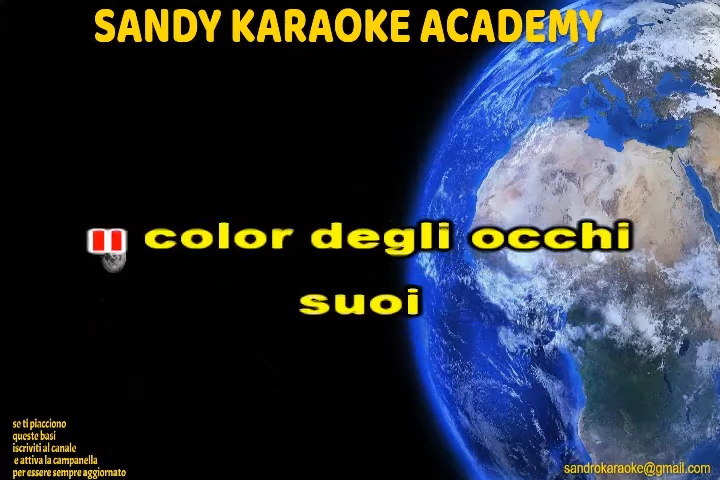 SANDY KARAOKE ACADEMY
il color degli occhi
suoi
se ti piacciono
queste basi
iscriviti al canale
e attiva la campanella
per essere sempre aggiornato
sandrokaraoke@gmail.com